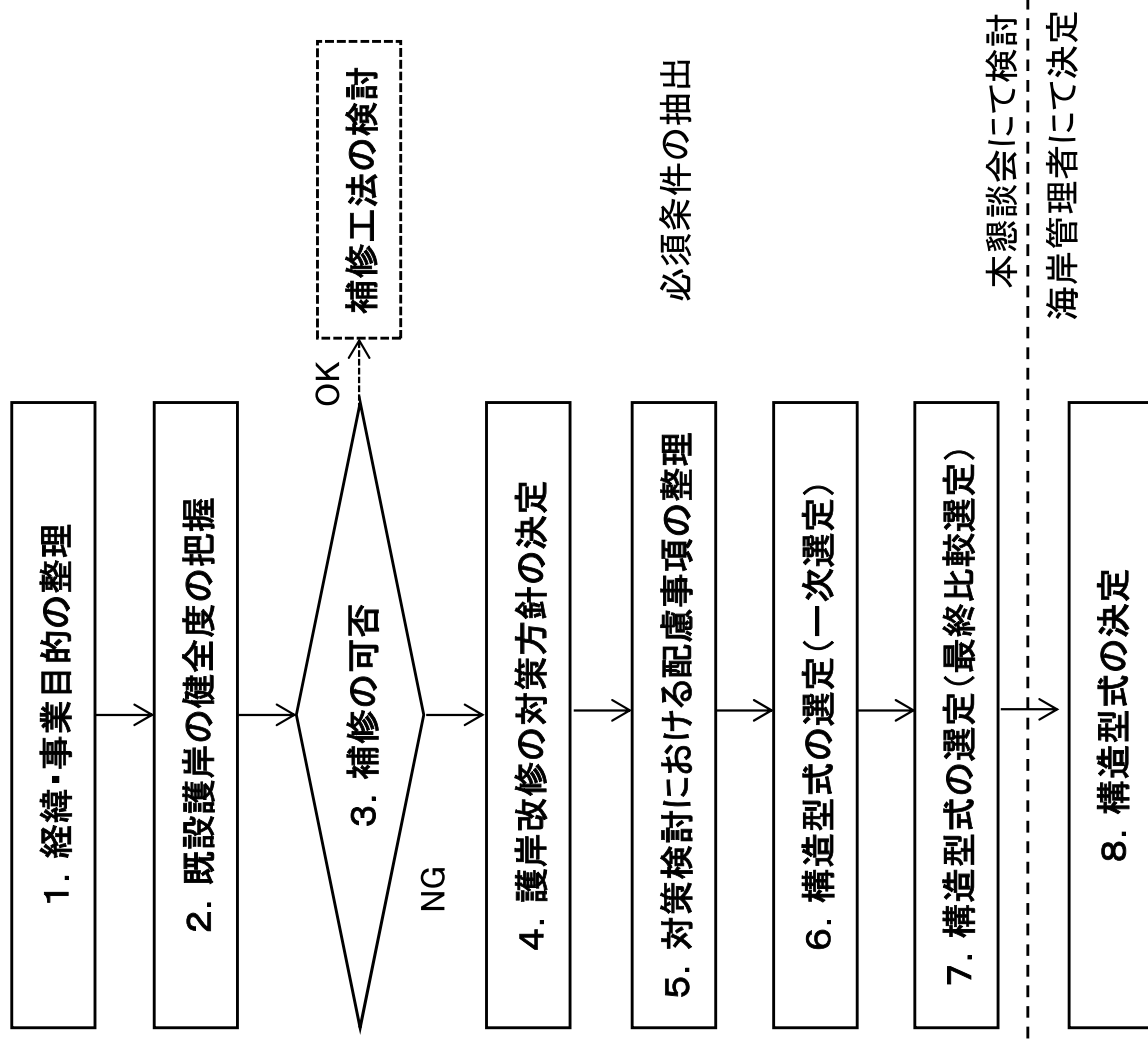 1. 経緯・事業目的の整理
2. 既設護岸の健全度の把握
3. 補修の可否
OK
補修工法の検討
NG
4. 護岸改修の対策方針の決定
5. 対策検討における配慮事項の整理
必須条件の抽出
6. 構造型式の選定(一次選定)
7. 構造型式の選定(最終比較選定)
本懇談会にて検討
海岸管理者にて決定
8. 構造型式の決定